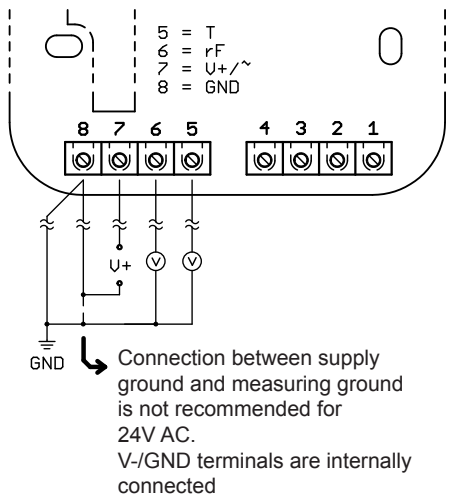 5 = T
6 = rF
7 = V+/~
8 = GND
8 7 6 5 4 3 2 1
V+
V V
GND
Connection between supply
ground and measuring ground
is not recommended for
24V AC.
V-/GND terminals are internally
connected